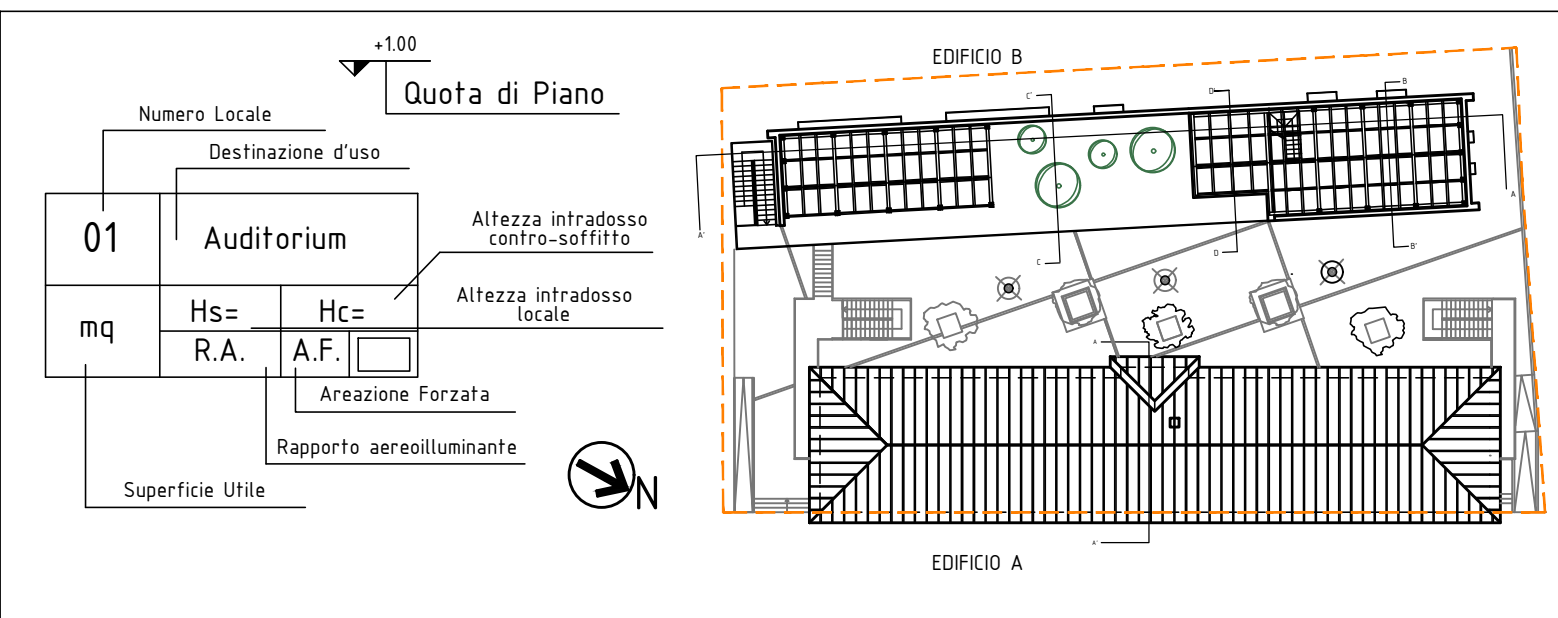 +1.00
Quota di Piano
Numero Locale
Destinazione d'uso
01
Auditorium
Altezza intradosso
contro-soffitto
mq
Hs=
Hc=
Altezza intradosso
locale
R.A.
A.F.
Areazione Forzata
Rapporto aereoilluminante
Superficie Utile
N
EDIFICIO B
C'
D'
B
A'
A
C
D
B'
A
A'
EDIFICIO A